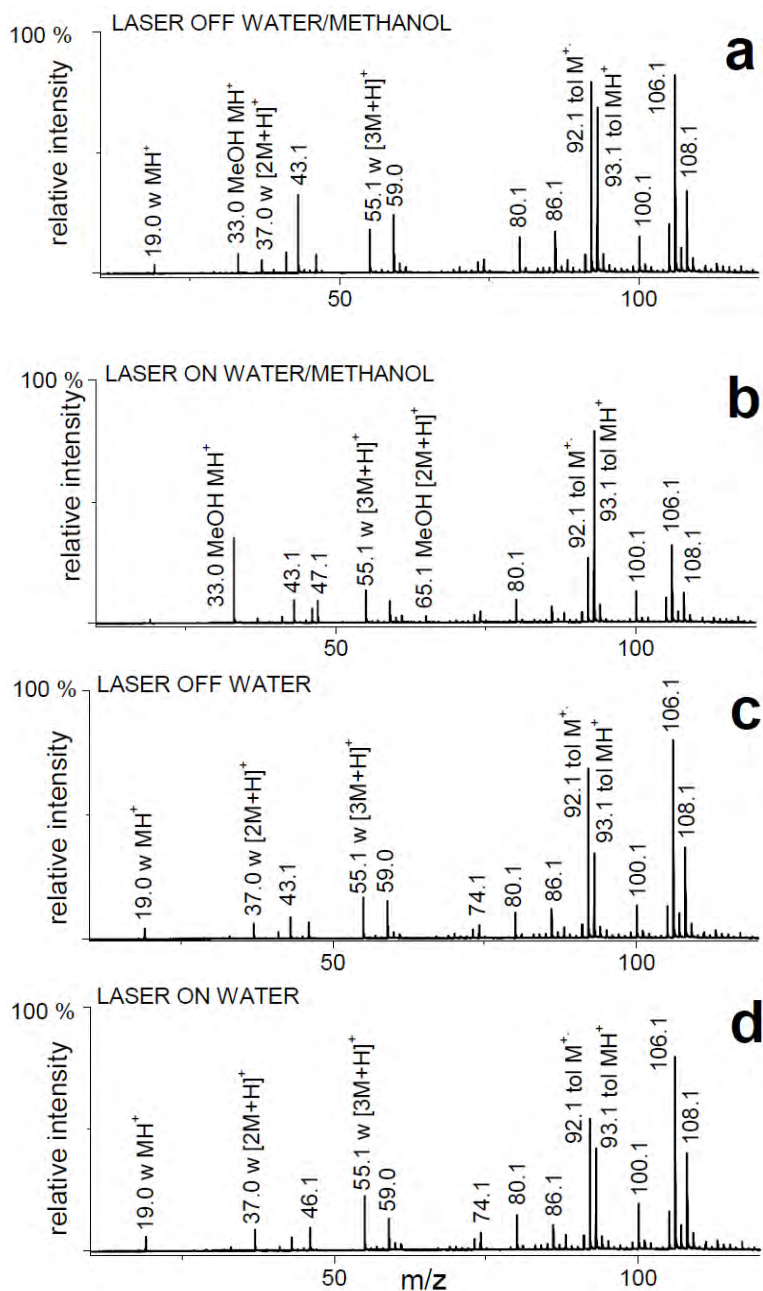 LASER OFF WATER/METHANOL
a
100 %
relative intensity
19.0 w MH+
33.0 MeOH MH+
37.0 w [2M+H]+
43.1
55.1 w [3M+H]+
59.0
80.1
86.1
92.1 tol M+.
93.1 tol MH+
100.1
106.1
108.1
50
100
LASER ON WATER/METHANOL
b
100 %
relative intensity
33.0 MeOH MH+
43.1
47.1
55.1 w [3M+H]+
65.1 MeOH [2M+H]+
80.1
92.1 tol M+.
93.1 tol MH+
100.1
106.1
108.1
50
100
LASER OFF WATER
c
100 %
relative intensity
19.0 w MH+
37.0 w [2M+H]+
43.1
55.1 w [3M+H]+
59.0
74.1
80.1
86.1
92.1 tol M+.
93.1 tol MH+
100.1
106.1
108.1
50
100
LASER ON WATER
d
100 %
relative intensity
19.0 w MH+
37.0 w [2M+H]+
46.1
55.1 w [3M+H]+
59.0
74.1
80.1
86.1
92.1 tol M+.
93.1 tol MH+
100.1
106.1
108.1
50
m/z
100